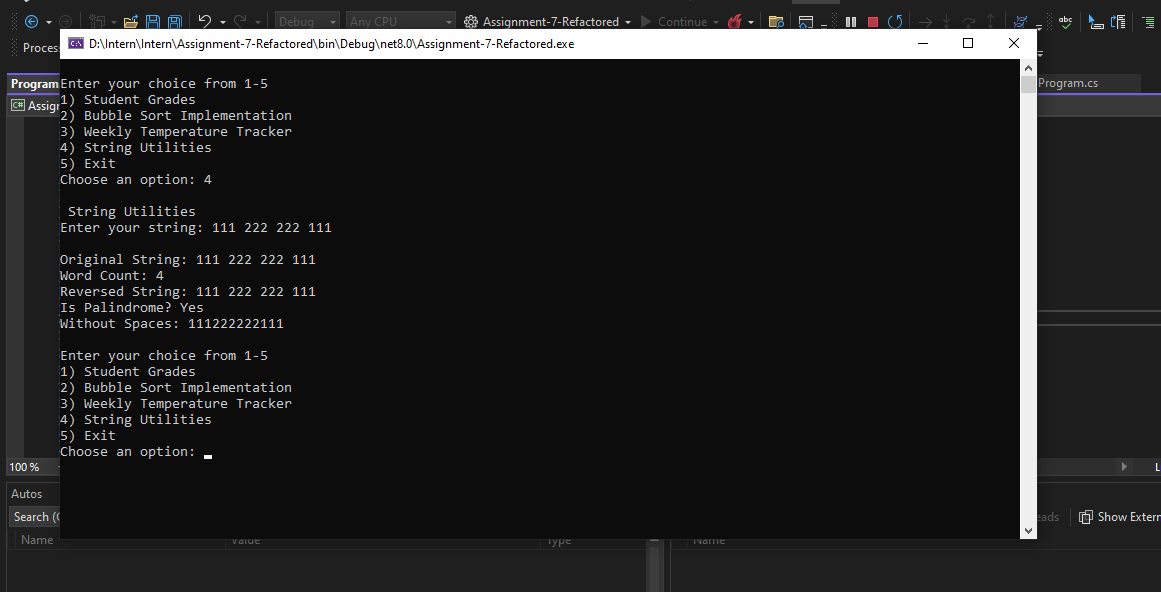 Debug
Any CPU
Assignment-7-Refactored
Continue
abc
Proces
D:\Intern\Intern\Assignment-7-Refactored\bin\Debug\net8.0\Assignment-7-Refactored.exe
Program
Program.cs
C# Assign
Enter your choice from 1-5
1) Student Grades
2) Bubble Sort Implementation
3) Weekly Temperature Tracker
4) String Utilities
5) Exit
Choose an option: 4
String Utilities
Enter your string: 111 222 222 111
Original String: 111 222 222 111
Word Count: 4
Reversed String: 111 222 222 111
Is Palindrome? Yes
Without Spaces: 111222222111
Enter your choice from 1-5
1) Student Grades
2) Bubble Sort Implementation
3) Weekly Temperature Tracker
4) String Utilities
5) Exit
Choose an option:
100 %
Autos
Search (
eads
Show Extern
Name
Value
Type
Name